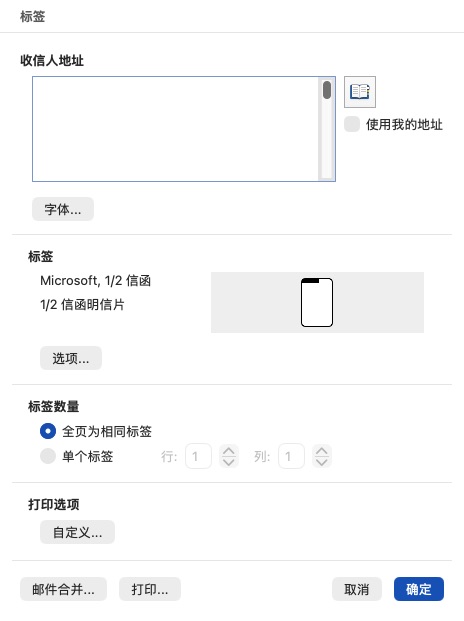 标签
收信人地址
使用我的地址
字体...
标签
Microsoft, 1/2 信函
1/2 信函明信片
选项...
标签数量
全页为相同标签
单个标签 行: 1 列: 1
打印选项
自定义...
邮件合并... 打印... 取消 确定